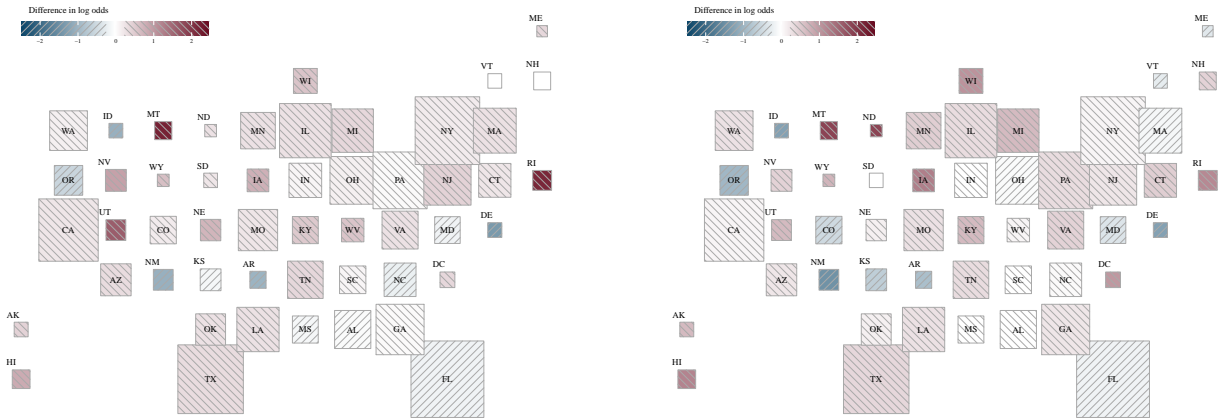 Difference in log odds
−2 −1 0 1 2
ME
WI
VT
NH
WA
ID
MT
ND
MN
IL
MI
NY
MA
OR
NV
WY
SD
IA
IN
OH
PA
NJ
CT
RI
CA
UT
CO
NE
MO
KY
WV
VA
MD
DE
AZ
NM
KS
AR
TN
SC
NC
DC
AK
OK
LA
MS
AL
GA
HI
TX
FL
Difference in log odds
−2 −1 0 1 2
ME
WI
VT
NH
WA
ID
MT
ND
MN
IL
MI
NY
MA
OR
NV
WY
SD
IA
IN
OH
PA
NJ
CT
RI
CA
UT
CO
NE
MO
KY
WV
VA
MD
DE
AZ
NM
KS
AR
TN
SC
NC
DC
AK
OK
LA
MS
AL
GA
HI
TX
FL